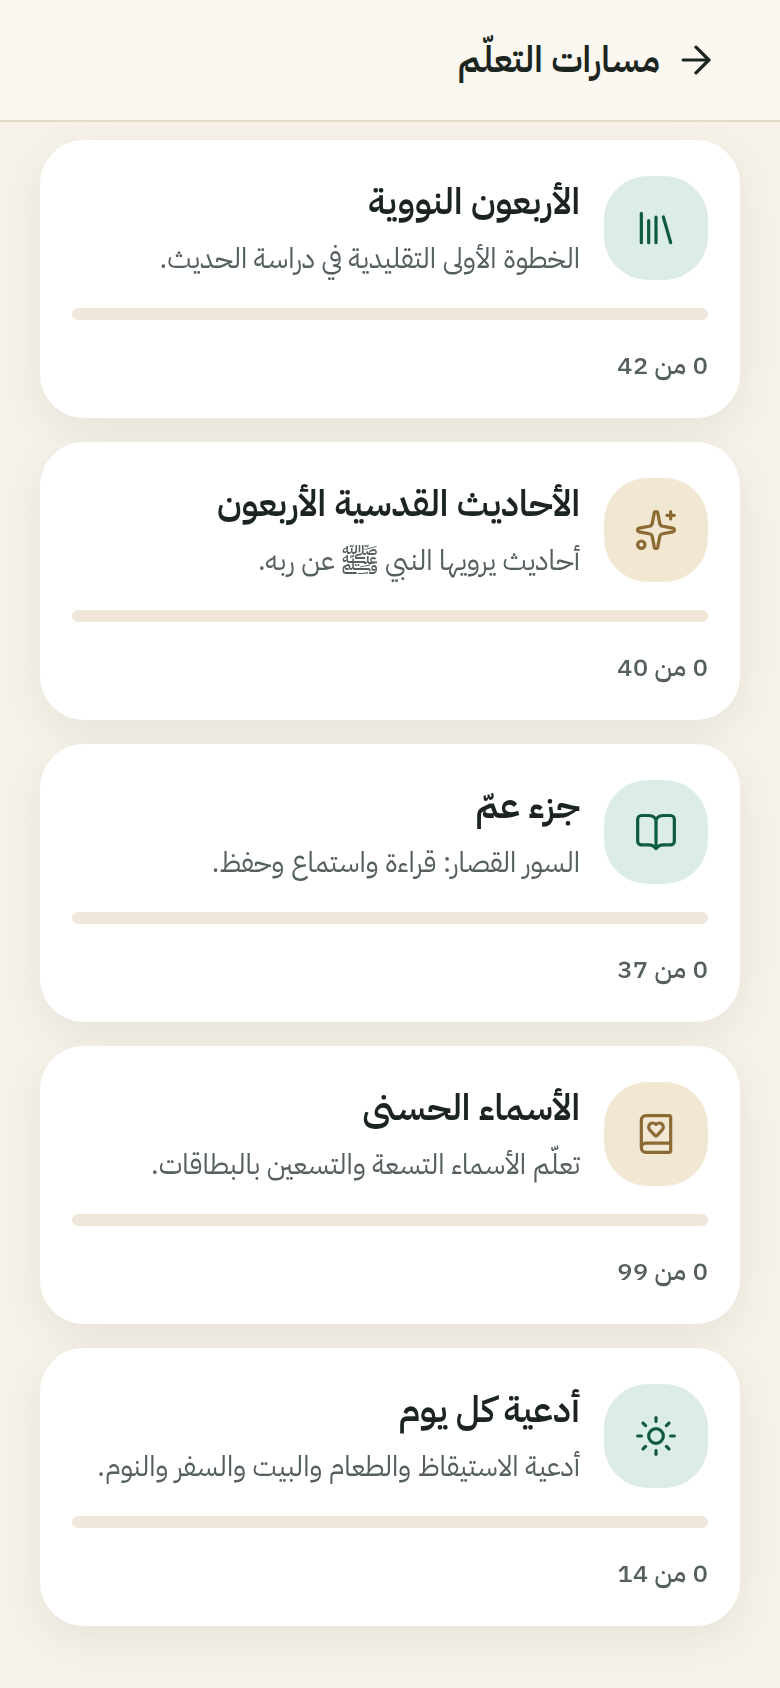 مسارات التعلّم
الأربعون النووية
الخطوة الأولى التقليدية في دراسة الحديث.
0 من 42
الأحاديث القدسية الأربعون
أحاديث يرويها النبي ﷺ عن ربه.
0 من 40
جزء عمّ
السور القصار: قراءة واستماع وحفظ.
0 من 37
الأسماء الحسنى
تعلّم الأسماء التسعة والتسعين بالبطاقات.
0 من 99
أدعية كل يوم
أدعية الاستيقاظ والطعام والبيت والسفر والنوم.
0 من 14